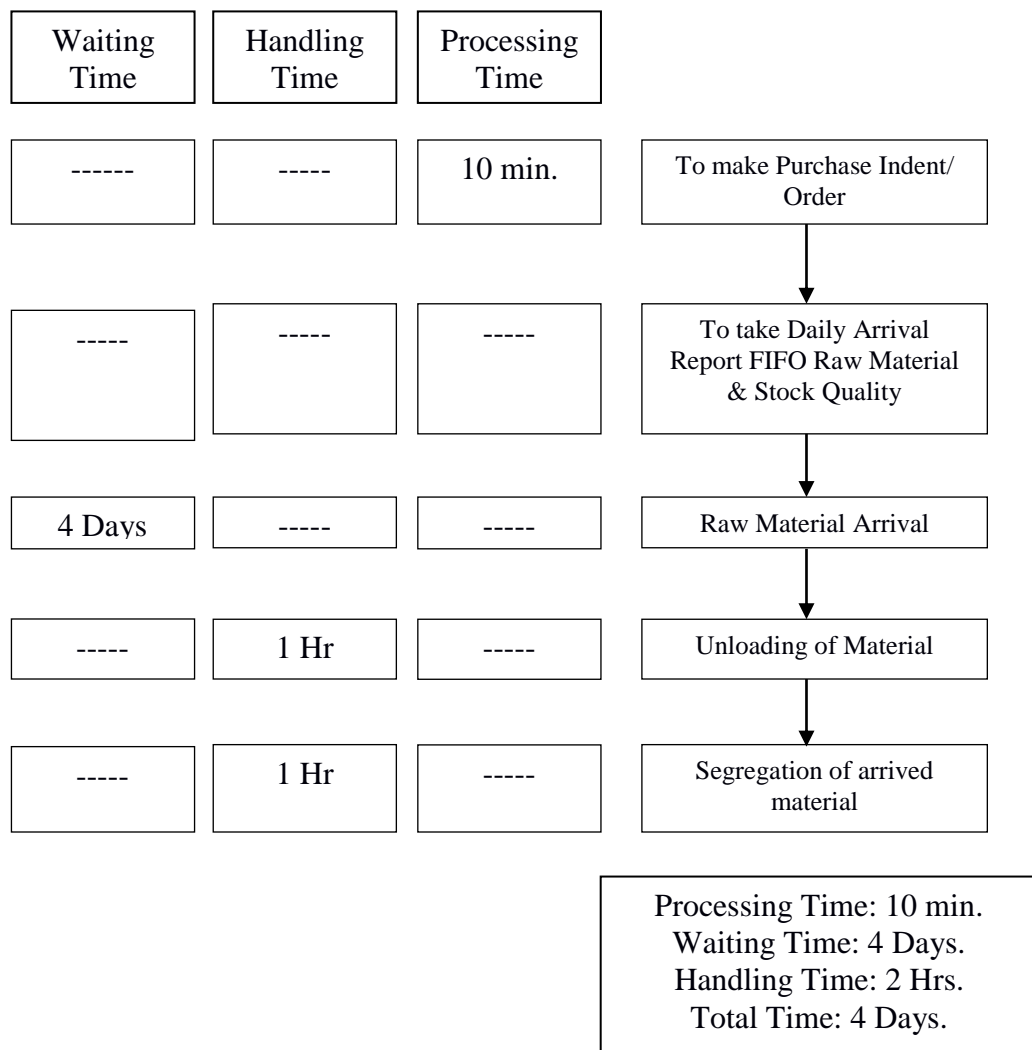 Waiting
Time
Handling
Time
Processing
Time
------
-----
10 min.
To make Purchase Indent/
Order
-----
-----
-----
To take Daily Arrival
Report FIFO Raw Material
& Stock Quality
4 Days
-----
-----
Raw Material Arrival
-----
1 Hr
-----
Unloading of Material
-----
1 Hr
-----
Segregation of arrived
material
Processing Time: 10 min.
Waiting Time: 4 Days.
Handling Time: 2 Hrs.
Total Time: 4 Days.